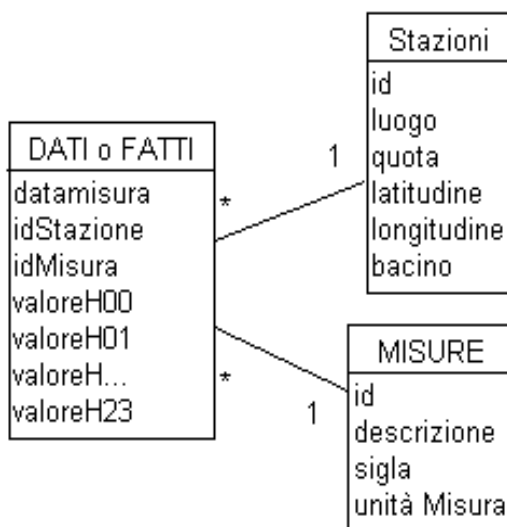 Stazioni
id
luogo
quota
latitudine
longitudine
bacino
DATI o FATTI
datamisura
idStazione
idMisura
valoreH00
valoreH01
valoreH...
valoreH23
*
1
*
1
MISURE
id
descrizione
sigla
unità Misura